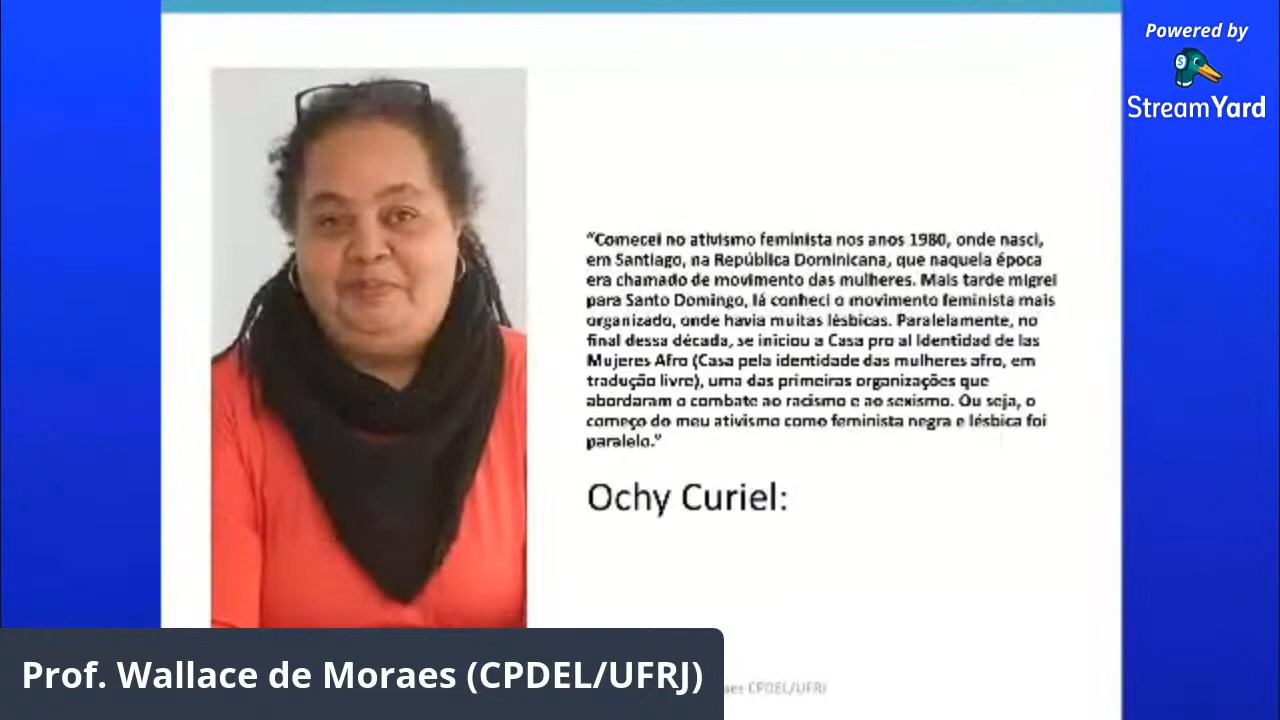 Powered by
StreamYard
“Comecei no ativismo feminista nos anos 1980, onde nasci,
em Santiago, na República Dominicana, que naquela época
era chamado de movimento das mulheres. Mais tarde migrei
para Santo Domingo, lá conheci o movimento feminista mais
organizado, onde havia muitas lésbicas. Paralelamente, no
final dessa década, se iniciou a Casa pro al Identidad de las
Mujeres Afro (Casa pela identidade das mulheres afro, em
tradução livre), uma das primeiras organizações que
abordaram o combate ao racismo e ao sexismo. Ou seja, o
começo do meu ativismo como feminista negra e lésbica foi
paralelo.”
Ochy Curiel:
Prof. Wallace de Moraes (CPDEL/UFRJ)
CPDEL/UFRJ